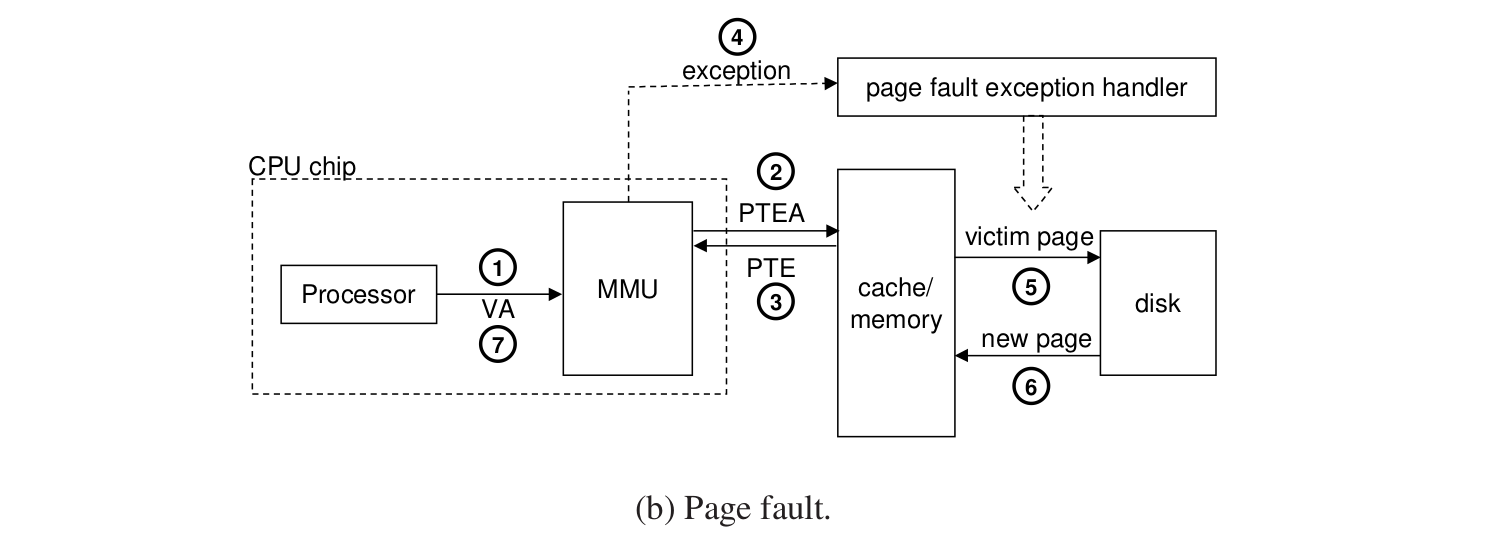 4
exception
page fault exception handler
CPU chip
2
PTEA
victim page
1
Processor
VA
7
MMU
PTE
3
cache/
memory
5
disk
new page
6
(b) Page fault.